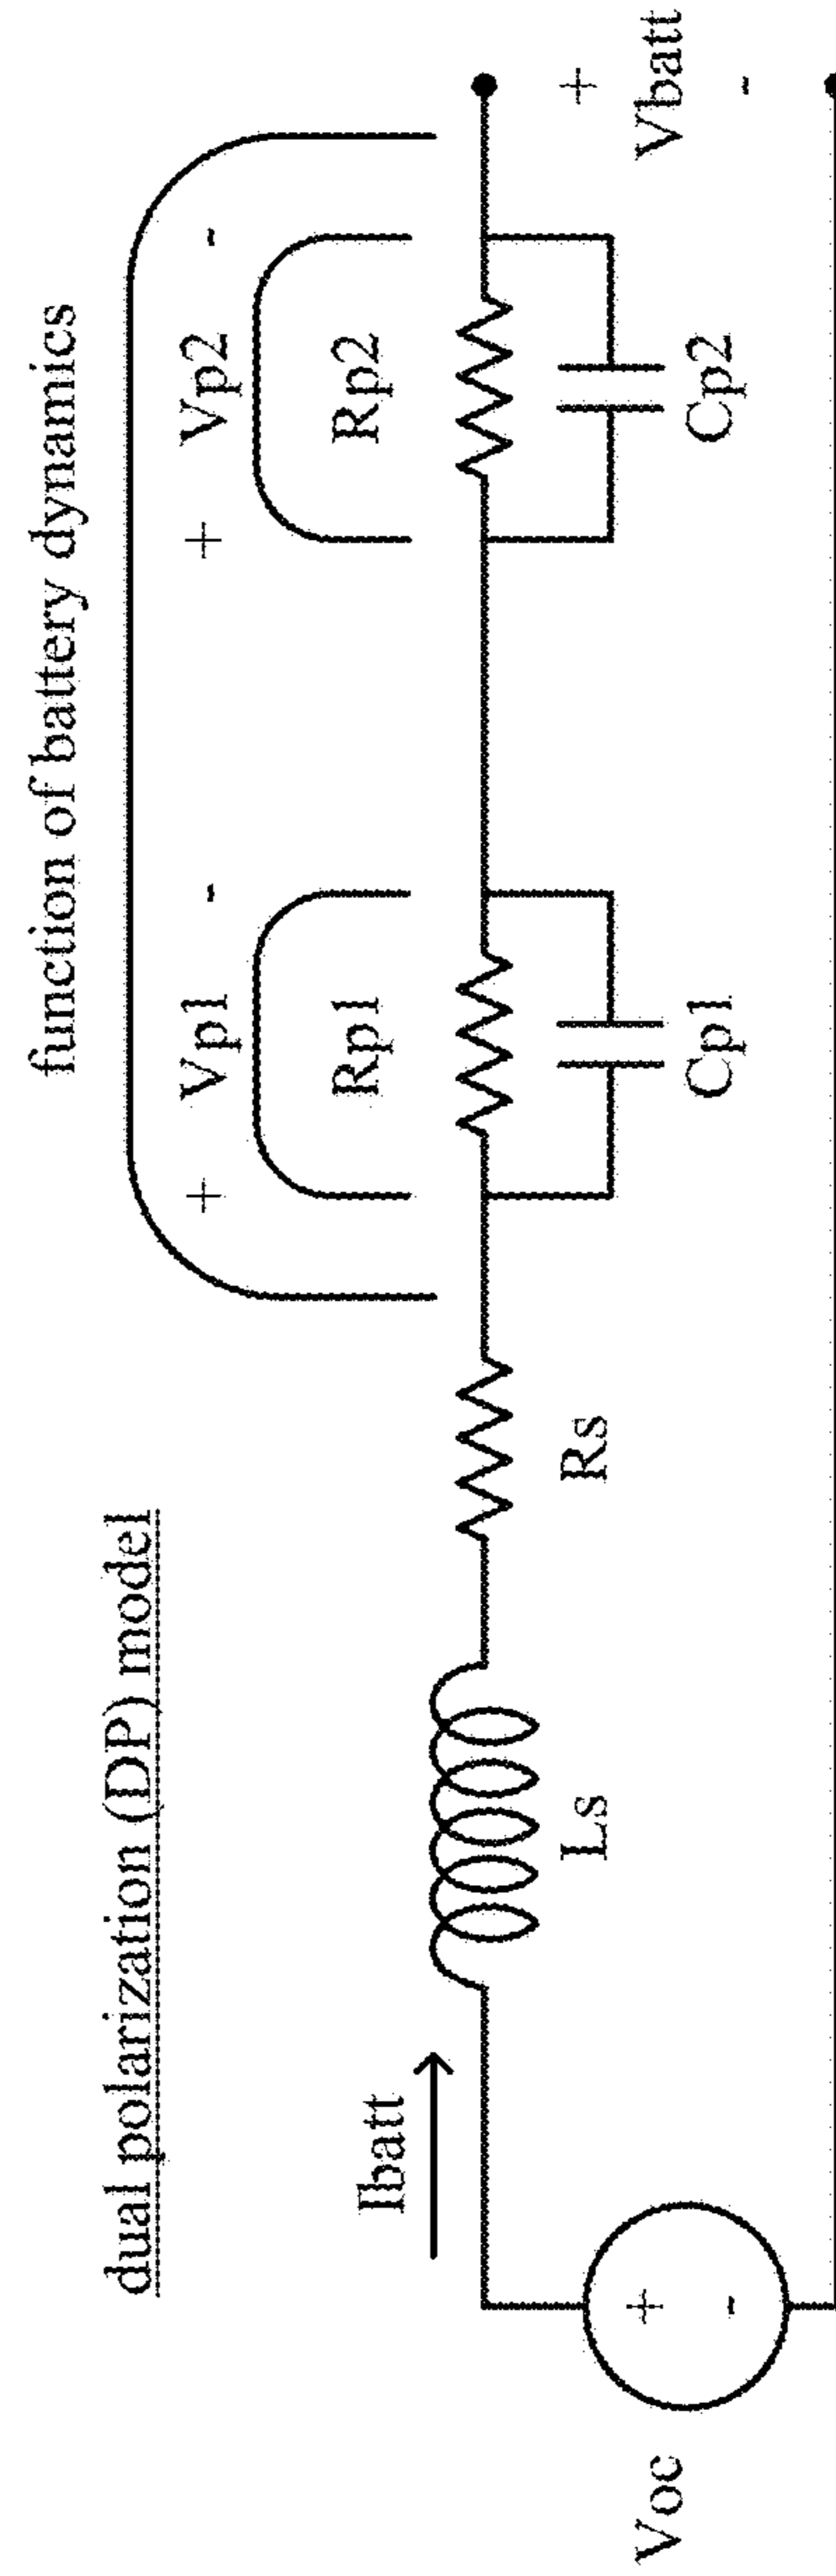 function of battery dynamics
dual polarization (DP) model
+ Vp1 -
+ Vp2 -
Ibatt
Rp1
Rp2
Ls
Rs
Cp1
Cp2
Voc
+
-
+
Vbatt
-